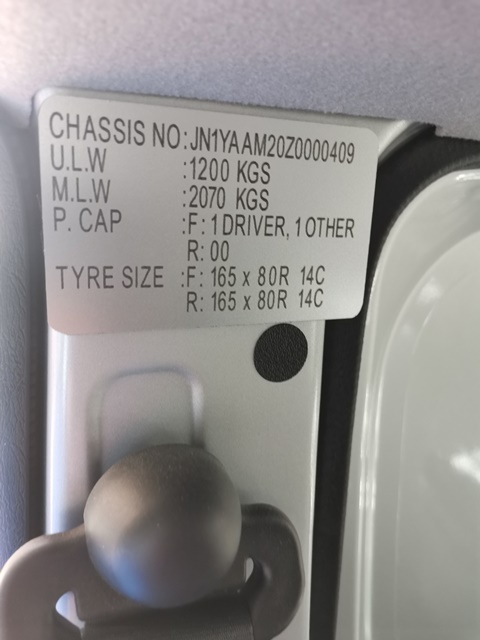 CHASSIS NO: JN1YAAM20Z0000409
U.L.W :1200 KGS
M.L.W :2070 KGS
P. CAP :F: 1 DRIVER, 1 OTHER
R: 00
TYRE SIZE :F: 165 x 80R 14C
R: 165 x 80R 14C